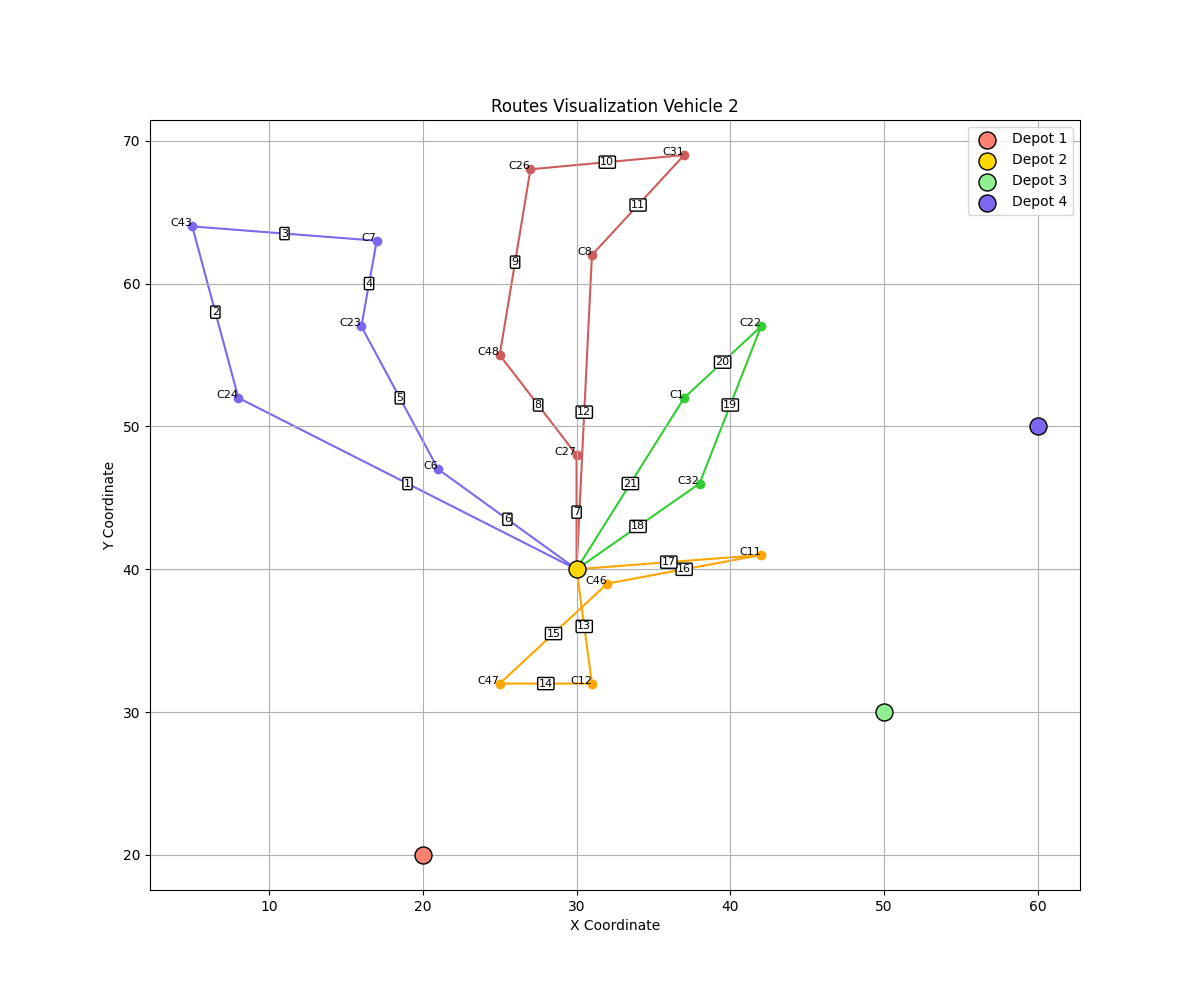 Routes Visualization Vehicle 2
Depot 1
Depot 2
Depot 3
Depot 4
Y Coordinate
70
60
50
40
30
20
C31
C26
10
11
C43
3
C7
C8
9
4
2
C23
C22
C48
20
C24
5
8
12
C1
19
C27
C6
1
21
C32
6
7
18
C11
17
16
C46
13
15
C47
14
C12
10
20
30
40
50
60
X Coordinate